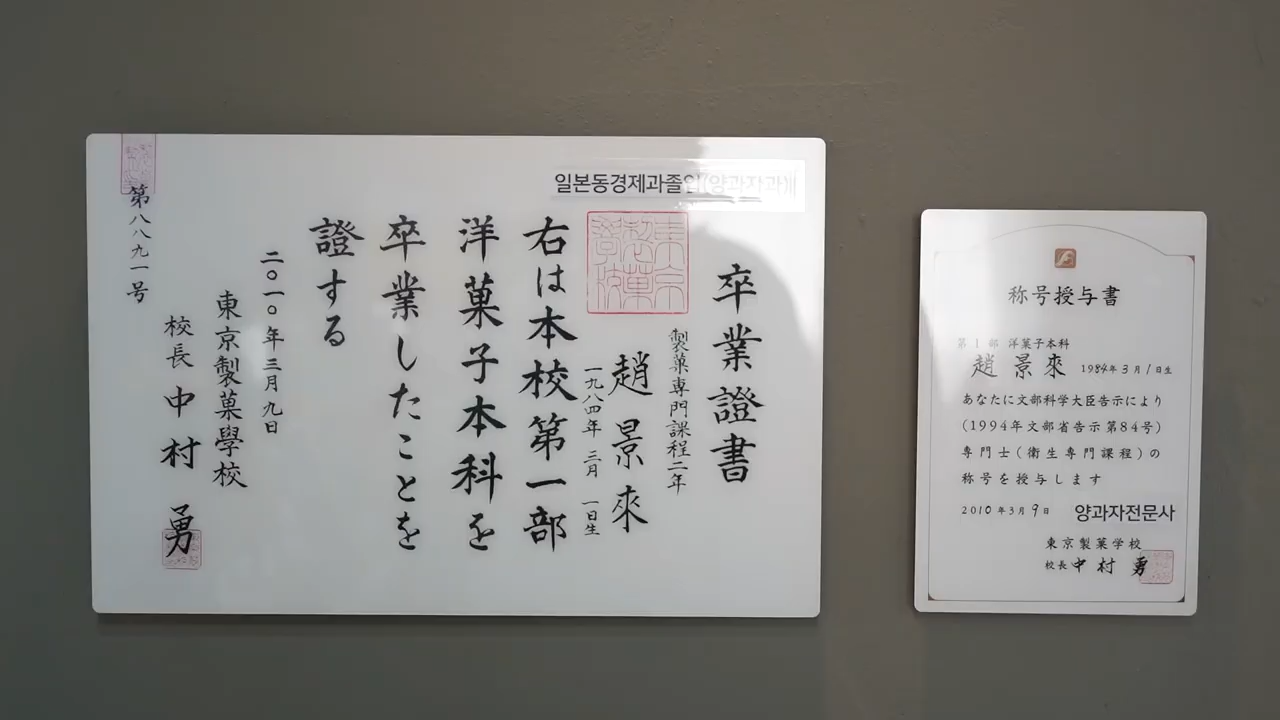 일본동경제과졸업(양과자과)
卒業證書
製菓専門課程二年
趙景來
一九八四年 三月 一日生
右は本校第一部
洋菓子本科を
卒業したことを
證する
二〇一〇年三月九日
東京製菓學校
校長 中村 勇
第八八九一号
称号授与書
第1部 洋菓子本科
趙 景來 1984年3月1日生
あなたに文部科学大臣告示により
(1994年文部省告示第84号)
専門士(衛生専門課程)の
称号を授与します
2010年3月9日 양과자전문사
東京製菓学校
校長 中村 勇